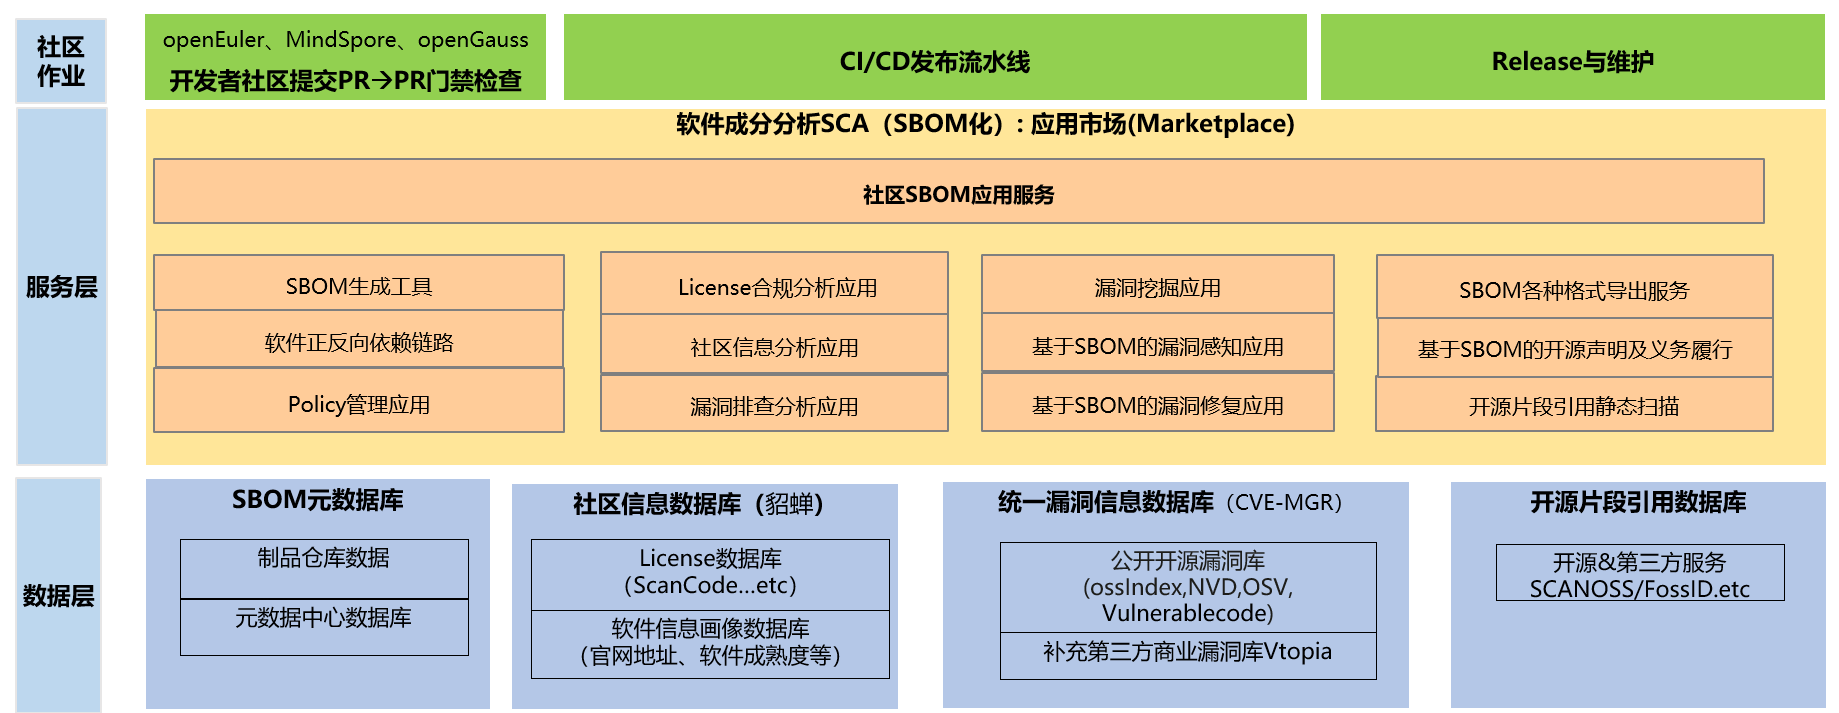 社区
作业
openEuler、MindSpore、openGauss
开发者社区提交PR→PR门禁检查
CI/CD发布流水线
Release与维护
服务层
软件成分分析SCA（SBOM化）: 应用市场(Marketplace)
社区SBOM应用服务
SBOM生成工具
软件正反向依赖链路
Policy管理应用
License合规分析应用
社区信息分析应用
漏洞排查分析应用
漏洞挖掘应用
基于SBOM的漏洞感知应用
基于SBOM的漏洞修复应用
SBOM各种格式导出服务
基于SBOM的开源声明及义务履行
开源片段引用静态扫描
数据层
SBOM元数据库
制品仓库数据
元数据中心数据库
社区信息数据库（貂蝉）
License数据库
（ScanCode...etc）
软件信息画像数据库
（官网地址、软件成熟度等）
统一漏洞信息数据库（CVE-MGR）
公开开源漏洞库
(ossIndex,NVD,OSV,
Vulnerablecode)
补充第三方商业漏洞库Vtopia
开源片段引用数据库
开源&第三方服务
SCANOSS/FossID.etc